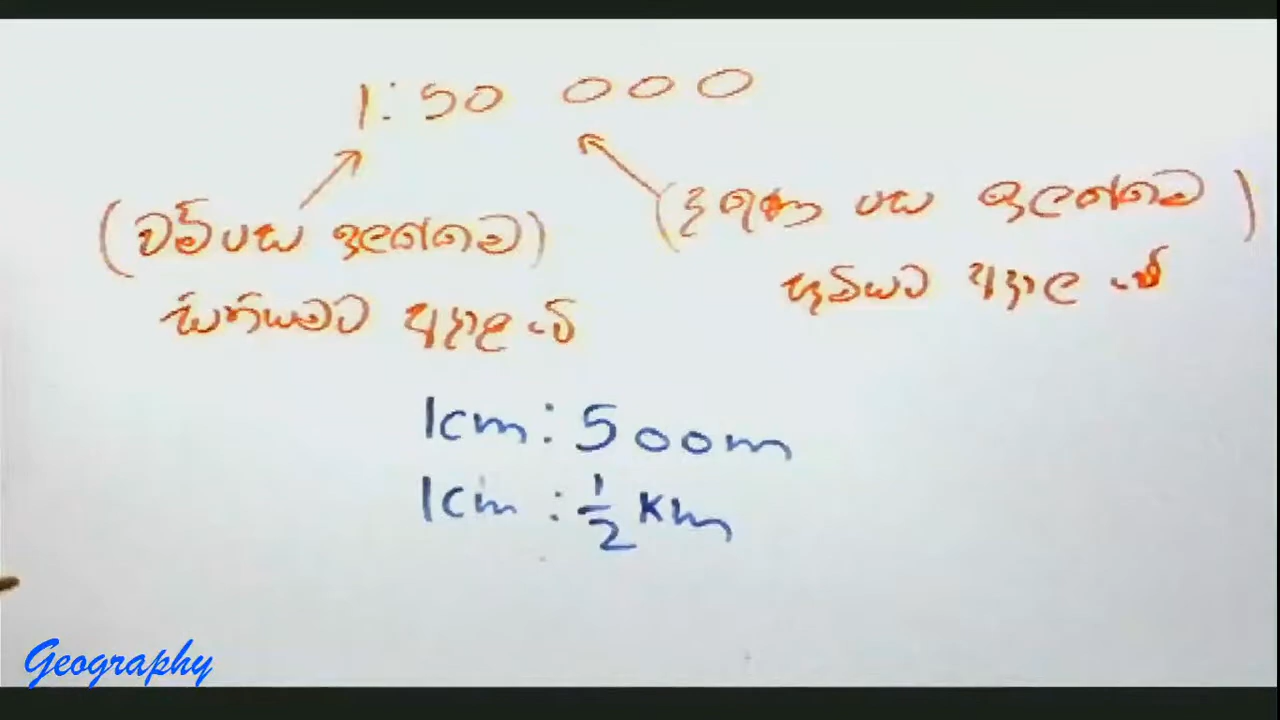 1:50 000
(වම්පස ඉලක්කම)
(දකුණු පස ඉලක්කම)
සිතියමට අදාළ වේ
භූමියට අදාළ වේ
1cm: 500m
1cm : 1/2 km
Geography